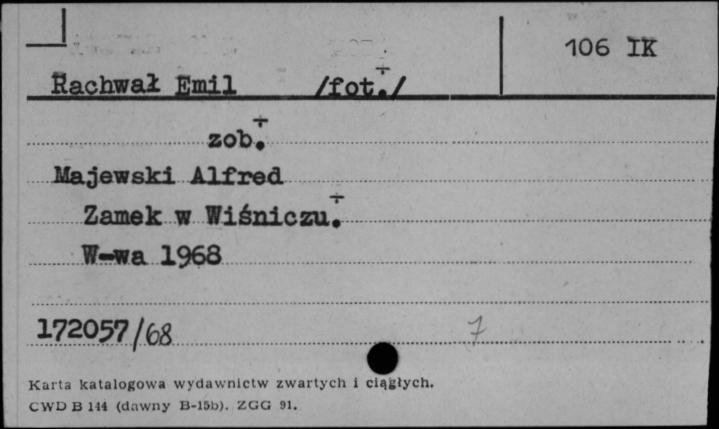 106 IK
Rachwał Emil /fot./
zob.
Majewski Alfred
Zamek w Wiśniczu.
W-wa 1968
172057/68
7
Karta katalogowa wydawnictw zwartych i ciągłych.
CWD B 144 (dawny B-15b). ZGG 91.